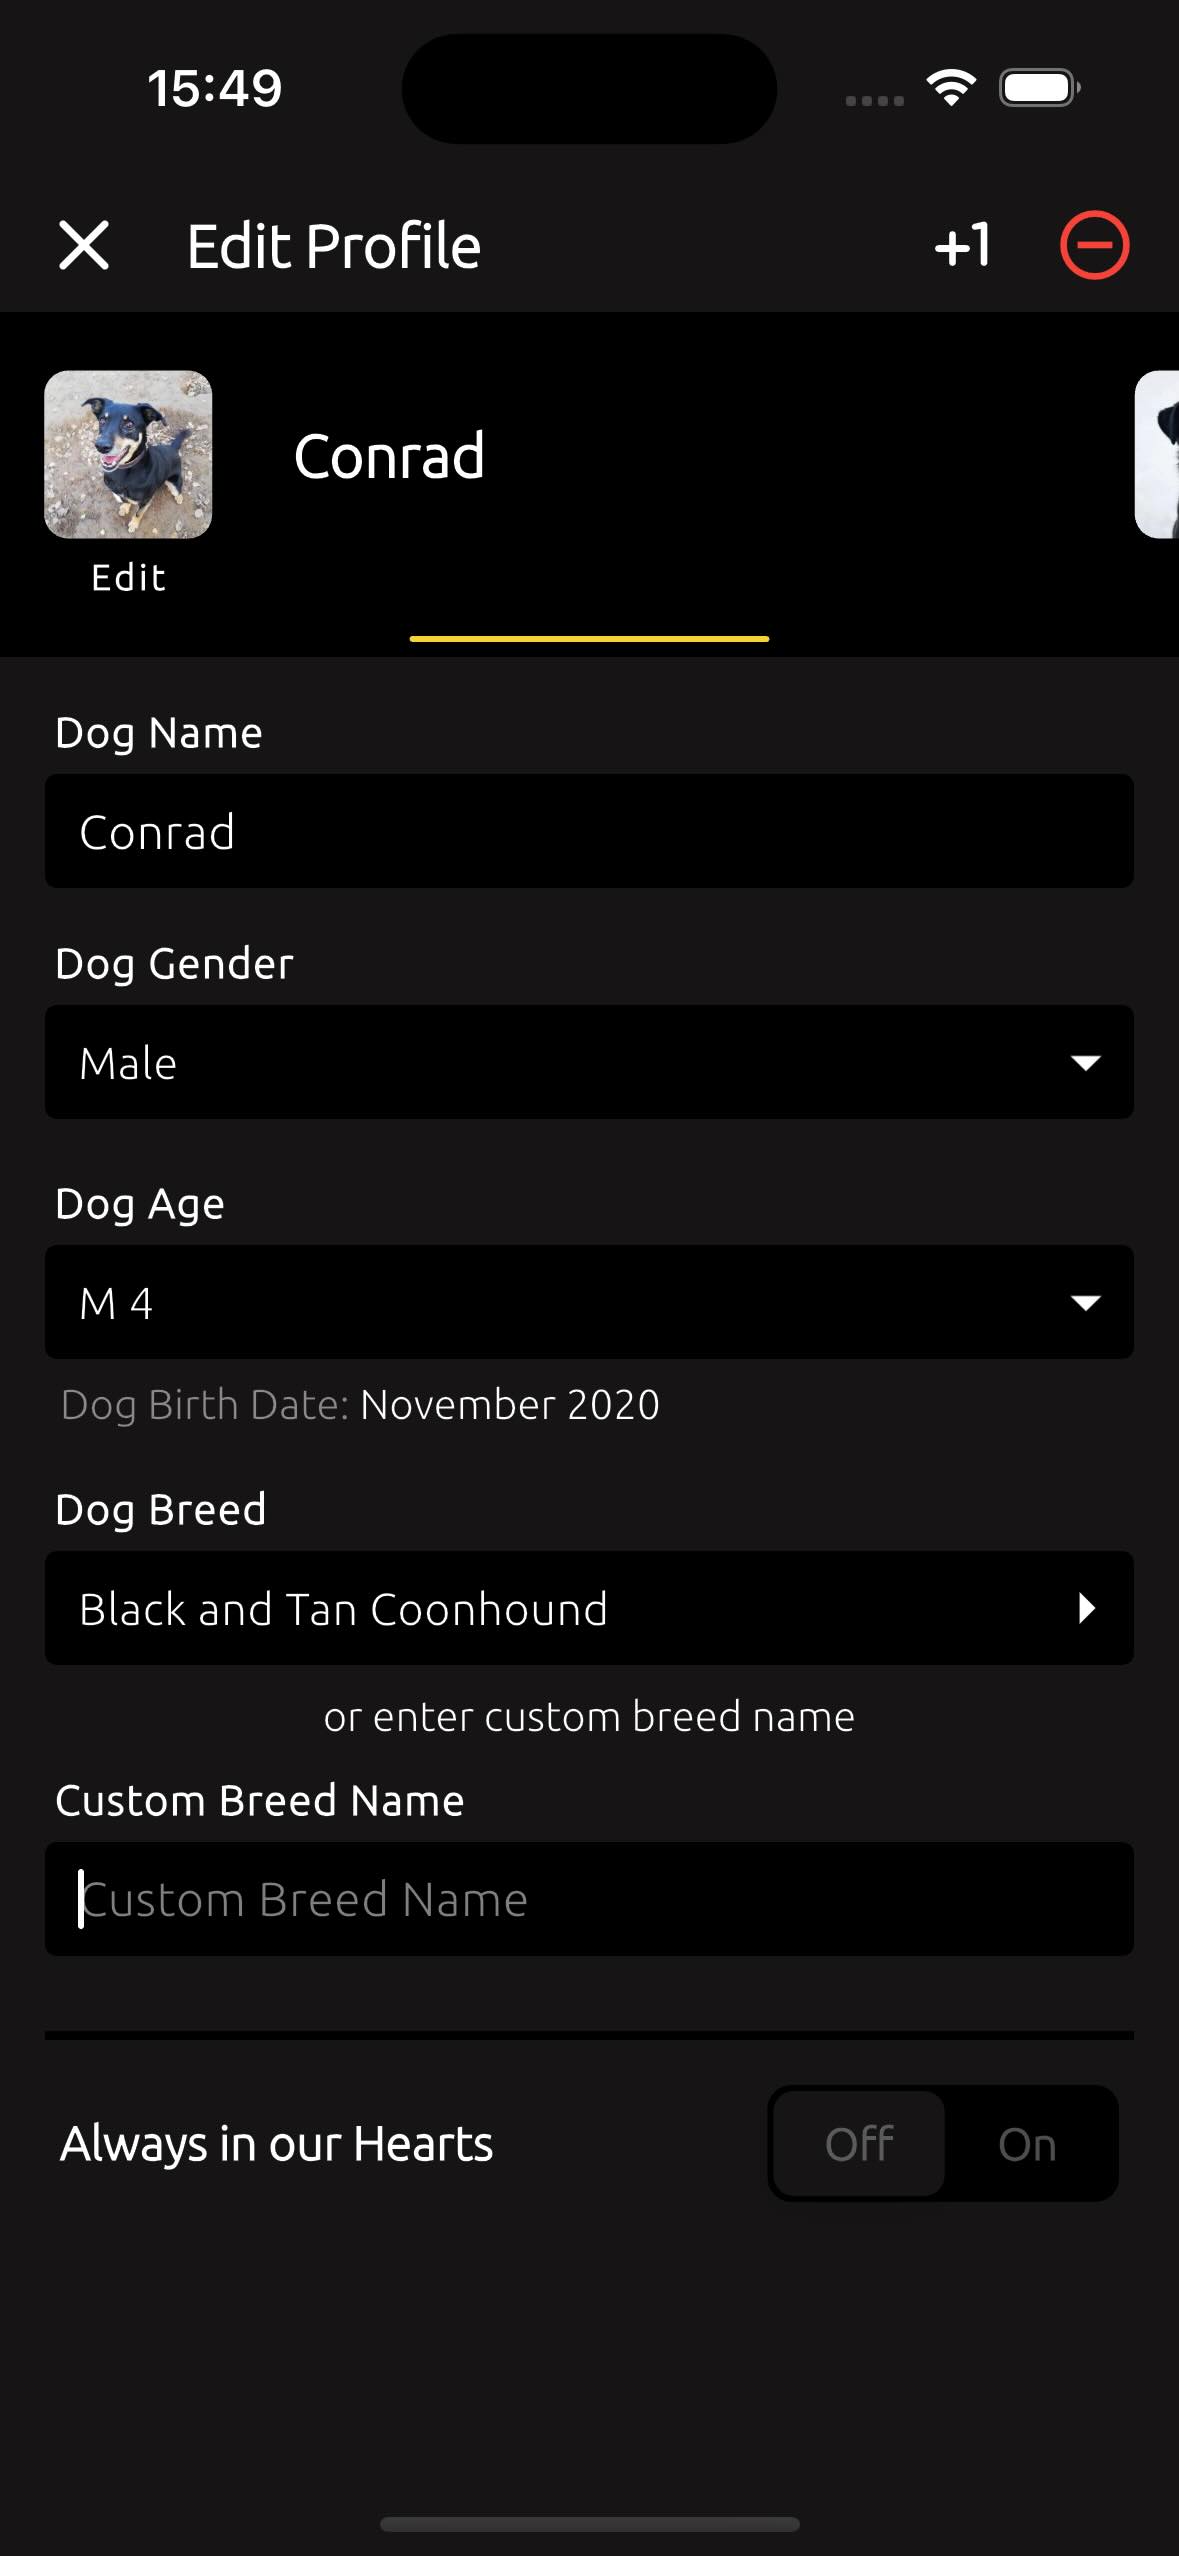 15:49
Edit Profile
+1
Conrad
Edit
Dog Name
Conrad
Dog Gender
Male
Dog Age
M 4
Dog Birth Date: November 2020
Dog Breed
Black and Tan Coonhound
or enter custom breed name
Custom Breed Name
Custom Breed Name
Always in our Hearts
Off
On